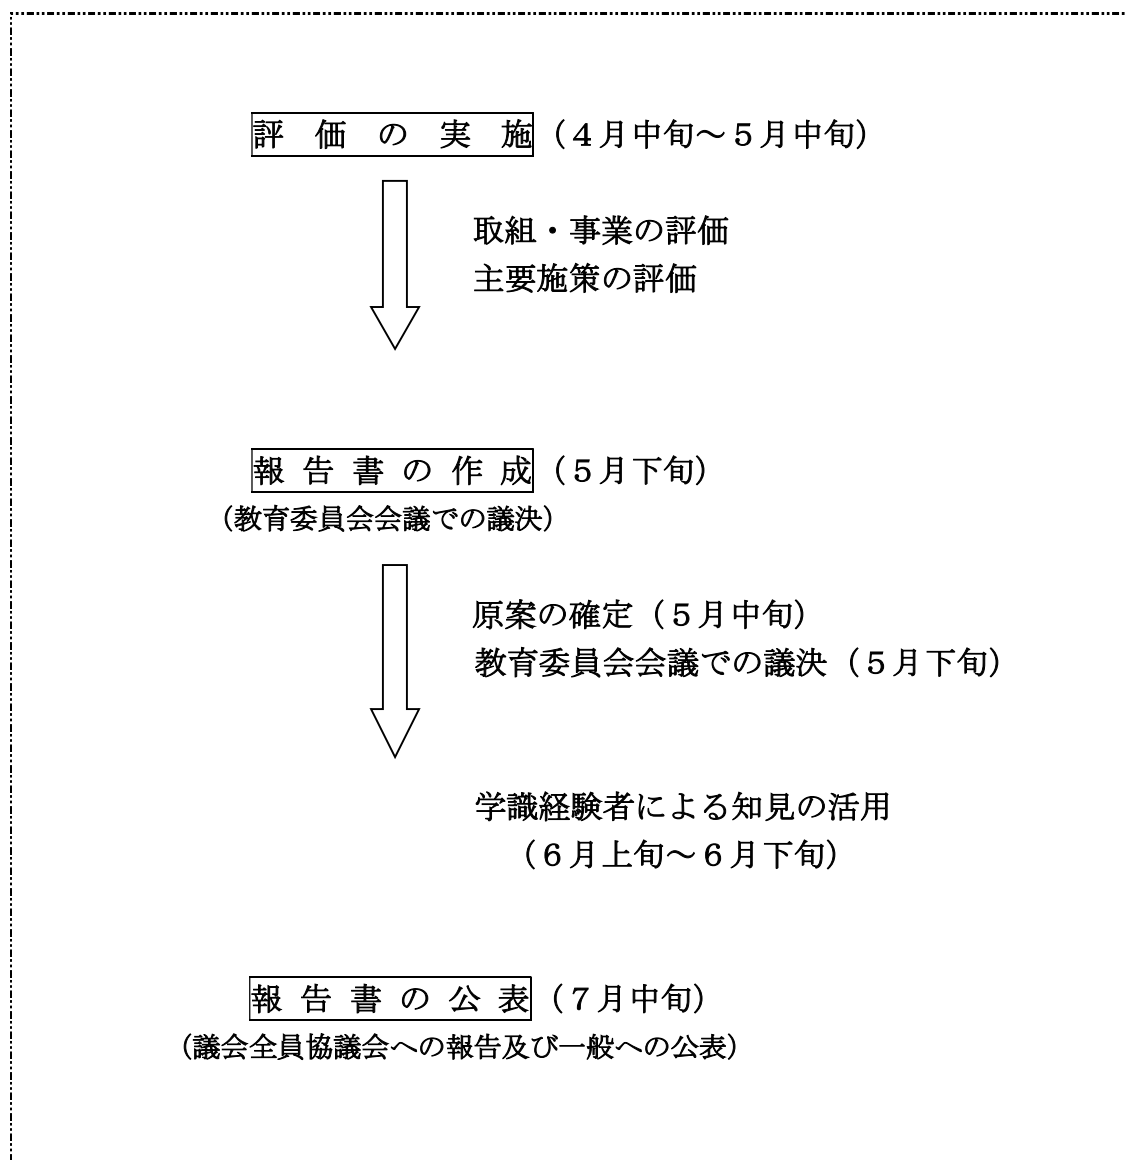 評価の実施（４月中旬～５月中旬）
取組・事業の評価
主要施策の評価
報告書の作成（５月下旬）
（教育委員会会議での議決）
原案の確定（５月中旬）
教育委員会会議での議決（５月下旬）
学識経験者による知見の活用
（６月上旬～６月下旬）
報告書の公表（７月中旬）
（議会全員協議会への報告及び一般への公表）